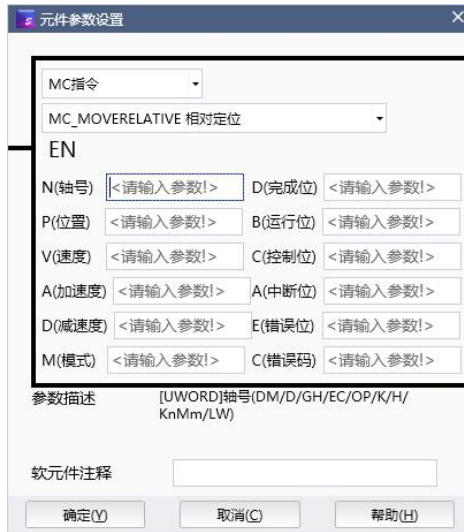 元件参数设置
MC指令
MC_MOVERELATIVE 相对定位
EN
N(轴号) <请输入参数!> D(完成位) <请输入参数!>
P(位置) <请输入参数!> B(运行位) <请输入参数!>
V(速度) <请输入参数!> C(控制位) <请输入参数!>
A(加速度) <请输入参数!> A(中断位) <请输入参数!>
D(减速度) <请输入参数!> E(错误位) <请输入参数!>
M(模式) <请输入参数!> C(错误码) <请输入参数!>
参数描述 [UWORD]轴号(DM/D/GH/EC/OP/K/H/
KnMm/LW)
软元件注释
确定(Y) 取消(C) 帮助(H)